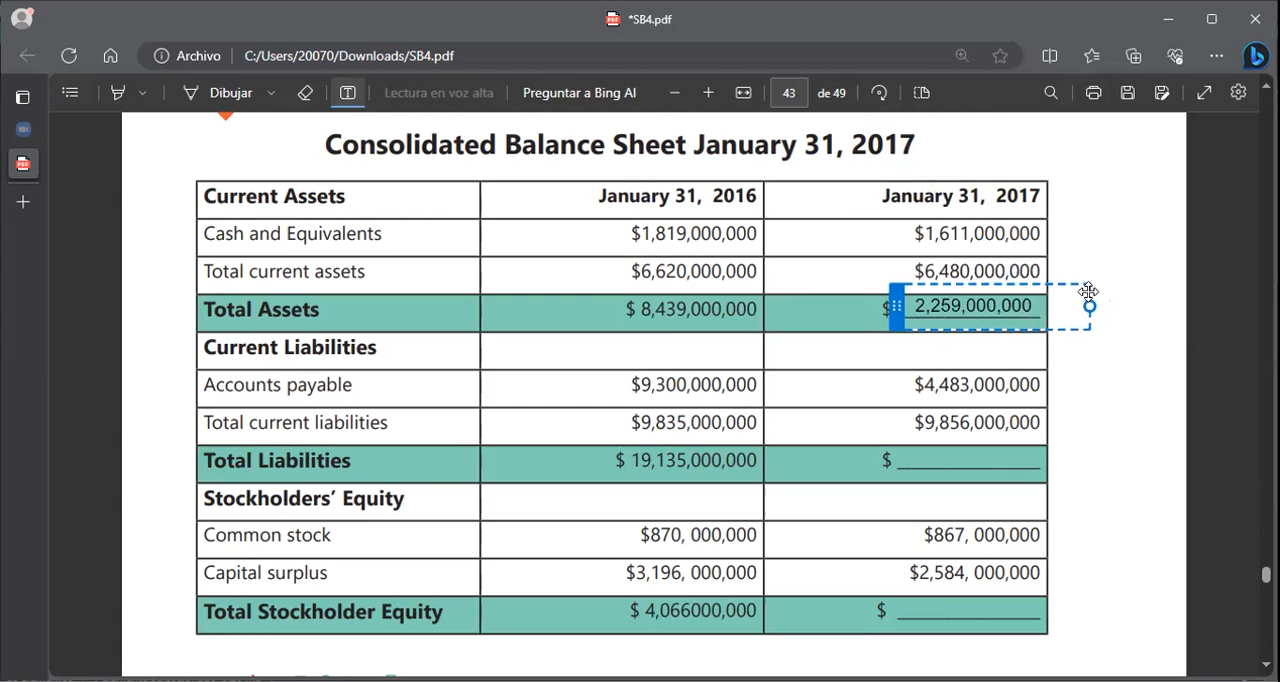 *SB4.pdf
Archivo C:/Users/20070/Downloads/SB4.pdf
Dibujar Lectura en voz alta Preguntar a Bing AI 43 de 49
Consolidated Balance Sheet January 31, 2017
Current Assets January 31, 2016 January 31, 2017
Cash and Equivalents $1,819,000,000 $1,611,000,000
Total current assets $6,620,000,000 $6,480,000,000
Total Assets $ 8,439,000,000 $ 2,259,000,000
Current Liabilities
Accounts payable $9,300,000,000 $4,483,000,000
Total current liabilities $9,835,000,000 $9,856,000,000
Total Liabilities $ 19,135,000,000 $ ____________
Stockholders' Equity
Common stock $870, 000,000 $867, 000,000
Capital surplus $3,196, 000,000 $2,584, 000,000
Total Stockholder Equity $ 4,066000,000 $ ____________